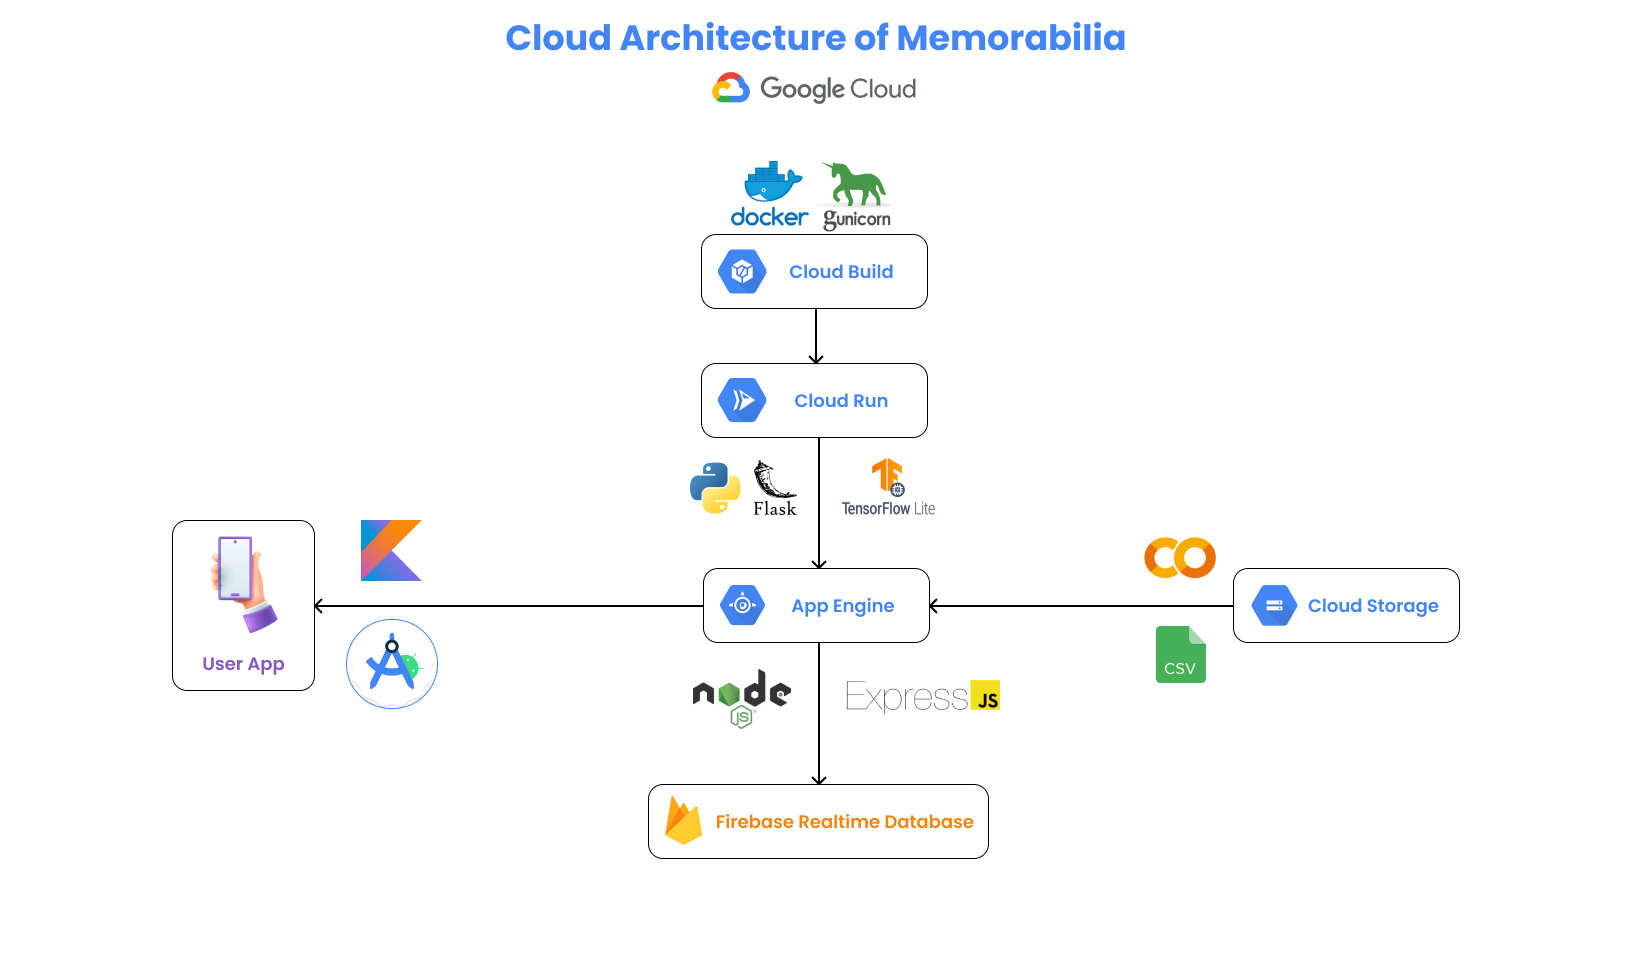 Cloud Architecture of Memorabilia
Google Cloud
docker
gunicorn
Cloud Build
Cloud Run
Flask
TensorFlow Lite
User App
App Engine
Cloud Storage
CSV
node
JS
Express JS
Firebase Realtime Database